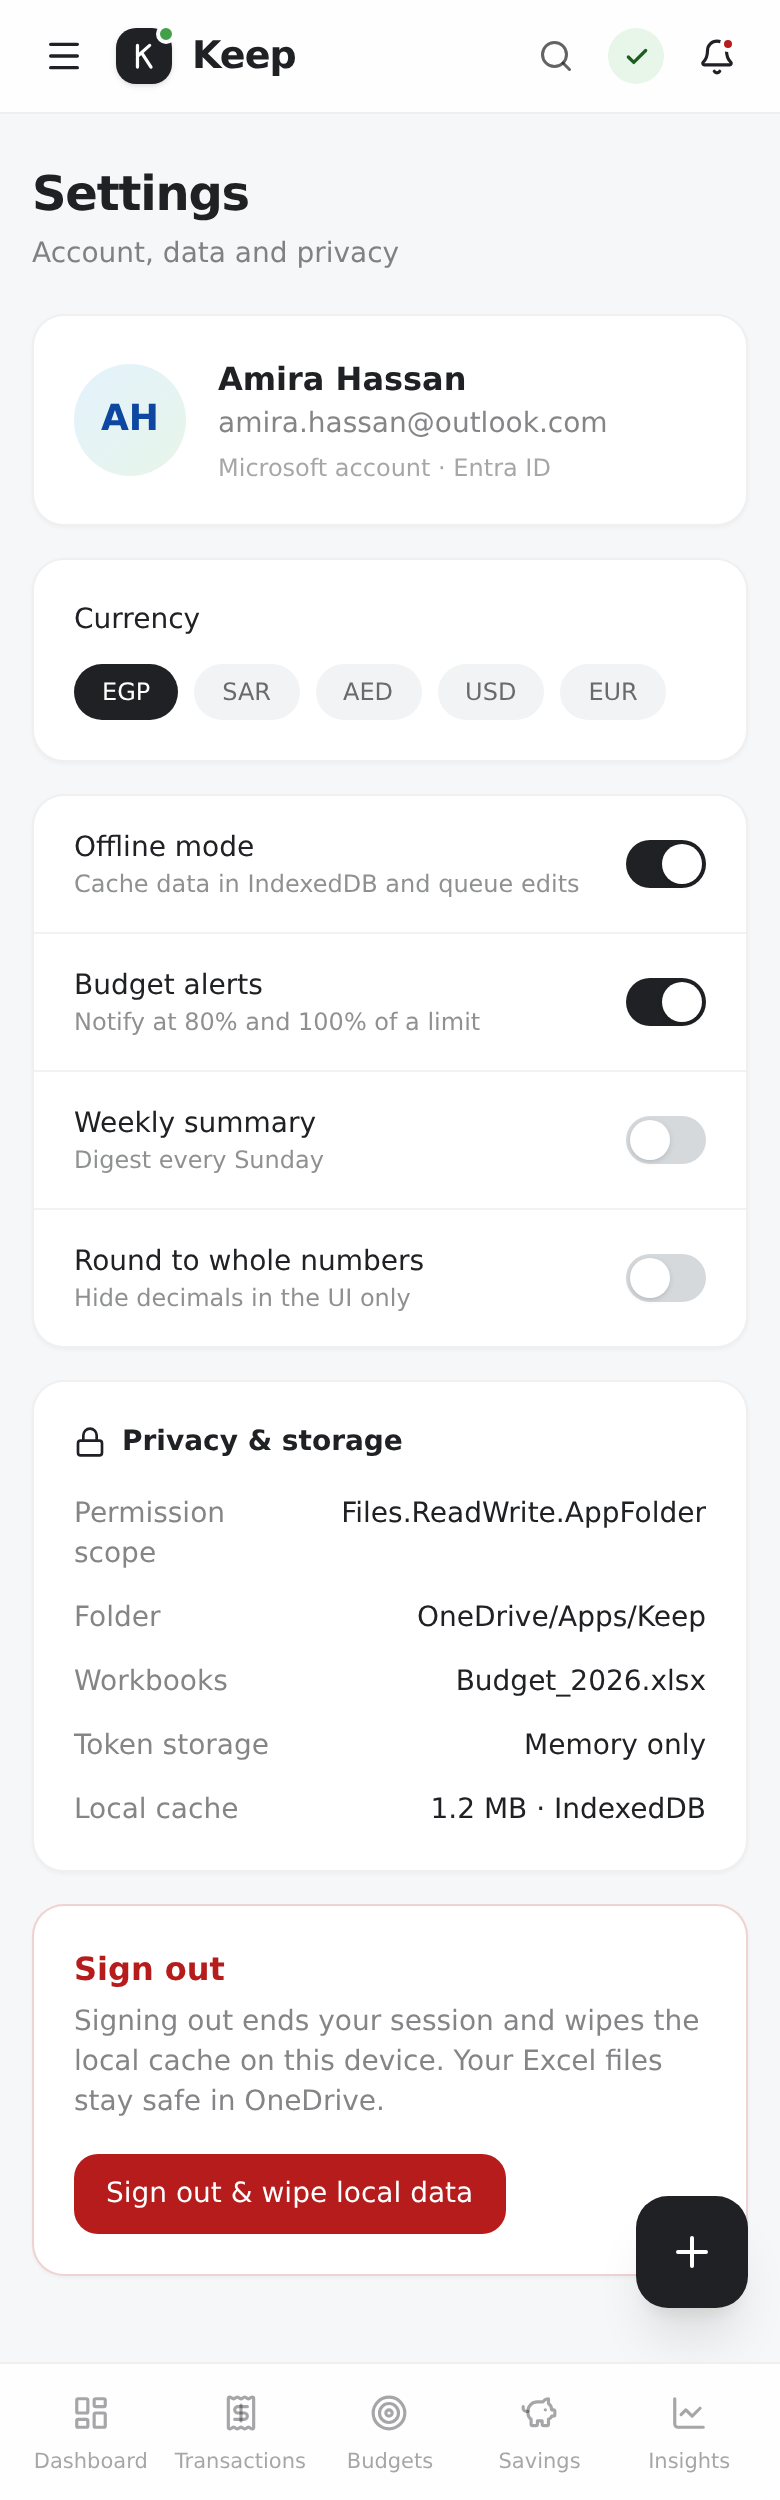 K
Keep
Settings
Account, data and privacy
AH
Amira Hassan
amira.hassan@outlook.com
Microsoft account · Entra ID
Currency
EGP SAR AED USD EUR
Offline mode
Cache data in IndexedDB and queue edits
Budget alerts
Notify at 80% and 100% of a limit
Weekly summary
Digest every Sunday
Round to whole numbers
Hide decimals in the UI only
Privacy & storage
Permission scope Files.ReadWrite.AppFolder
Folder OneDrive/Apps/Keep
Workbooks Budget_2026.xlsx
Token storage Memory only
Local cache 1.2 MB · IndexedDB
Sign out
Signing out ends your session and wipes the
local cache on this device. Your Excel files
stay safe in OneDrive.
Sign out & wipe local data
Dashboard Transactions Budgets Savings Insights